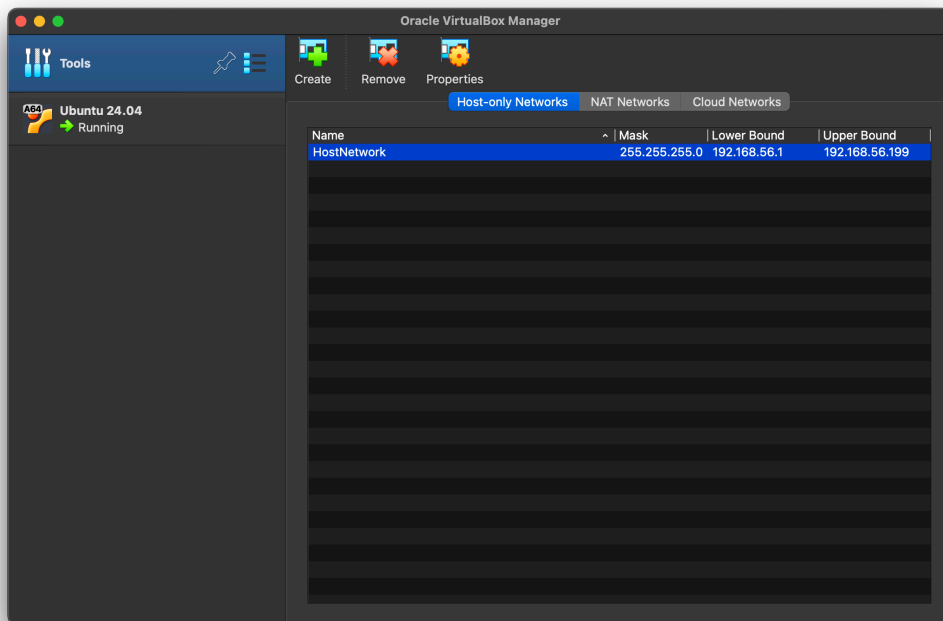 Oracle VirtualBox Manager
Tools
Create
Remove
Properties
A64
Ubuntu 24.04
Running
Host-only Networks NAT Networks Cloud Networks
Name Mask Lower Bound Upper Bound
HostNetwork 255.255.255.0 192.168.56.1 192.168.56.199